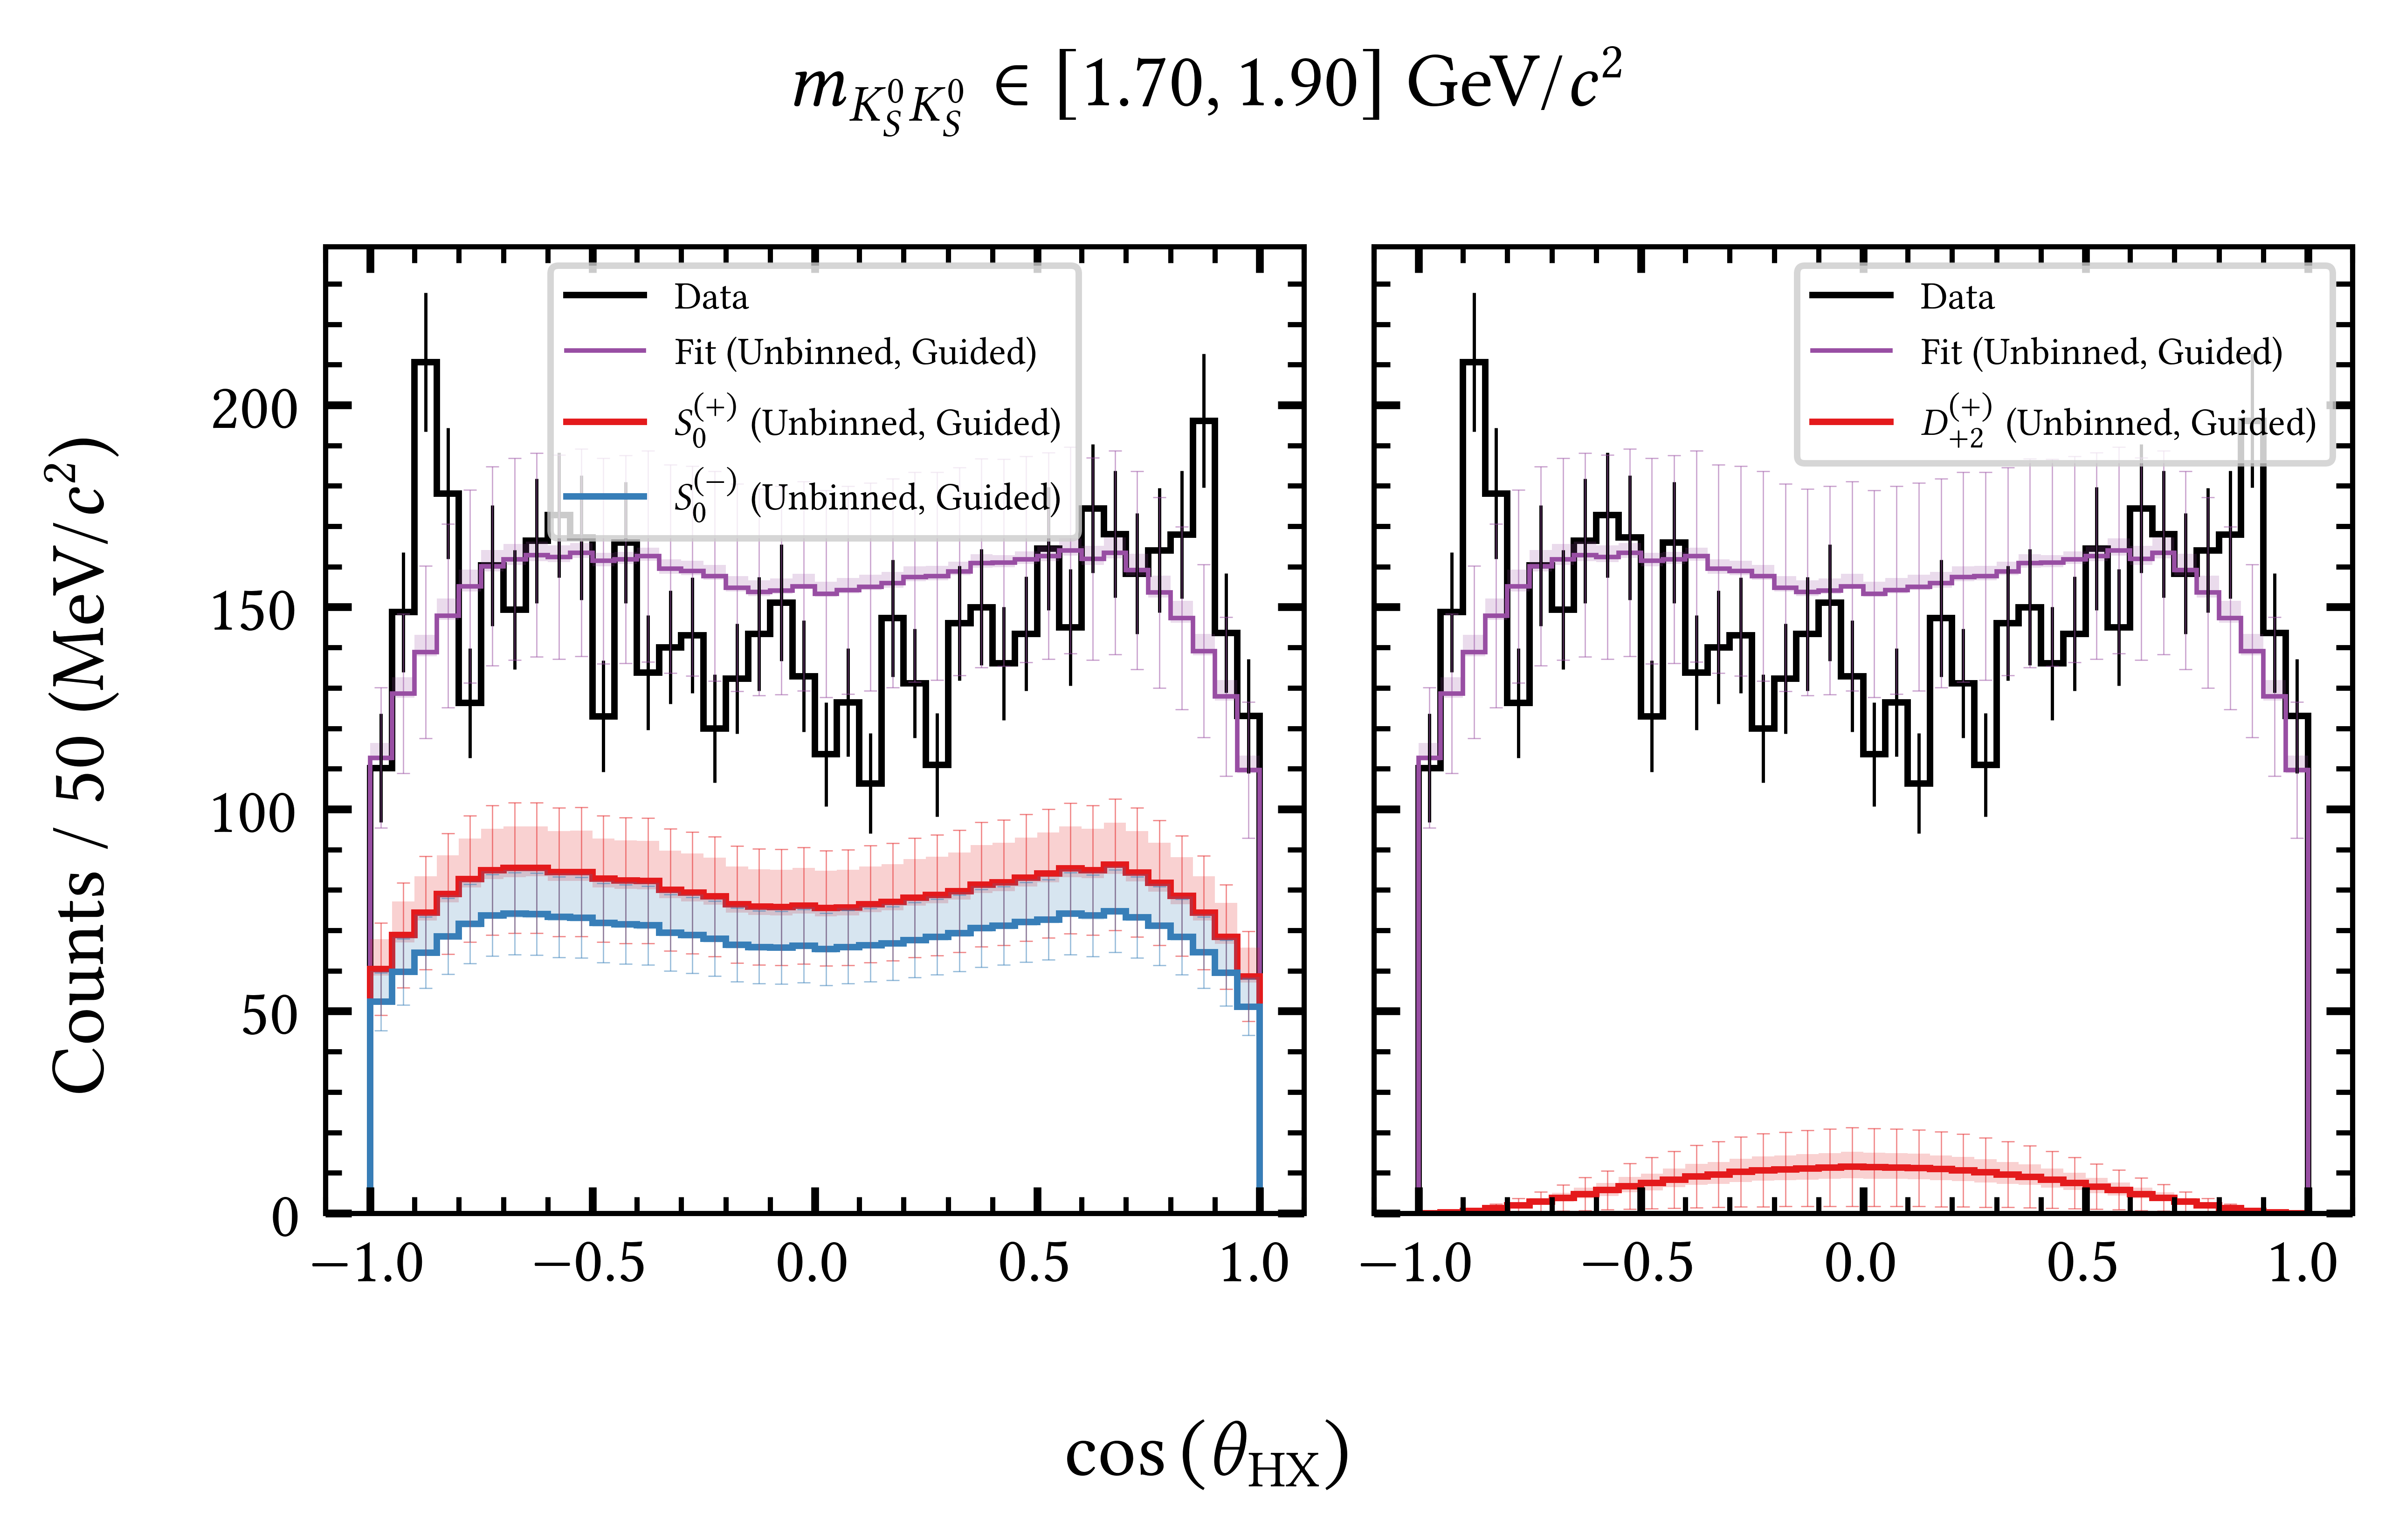 m_{K_S^0 K_S^0} ∈ [1.70, 1.90] GeV/c²
Counts / 50 (MeV/c²)
200
150
100
50
0
Data
Fit (Unbinned, Guided)
S_0^{(+)} (Unbinned, Guided)
S_0^{(−)} (Unbinned, Guided)
−1.0 −0.5 0.0 0.5 1.0
Data
Fit (Unbinned, Guided)
D_{+2}^{(+)} (Unbinned, Guided)
−1.0 −0.5 0.0 0.5 1.0
cos (θ_{HX})